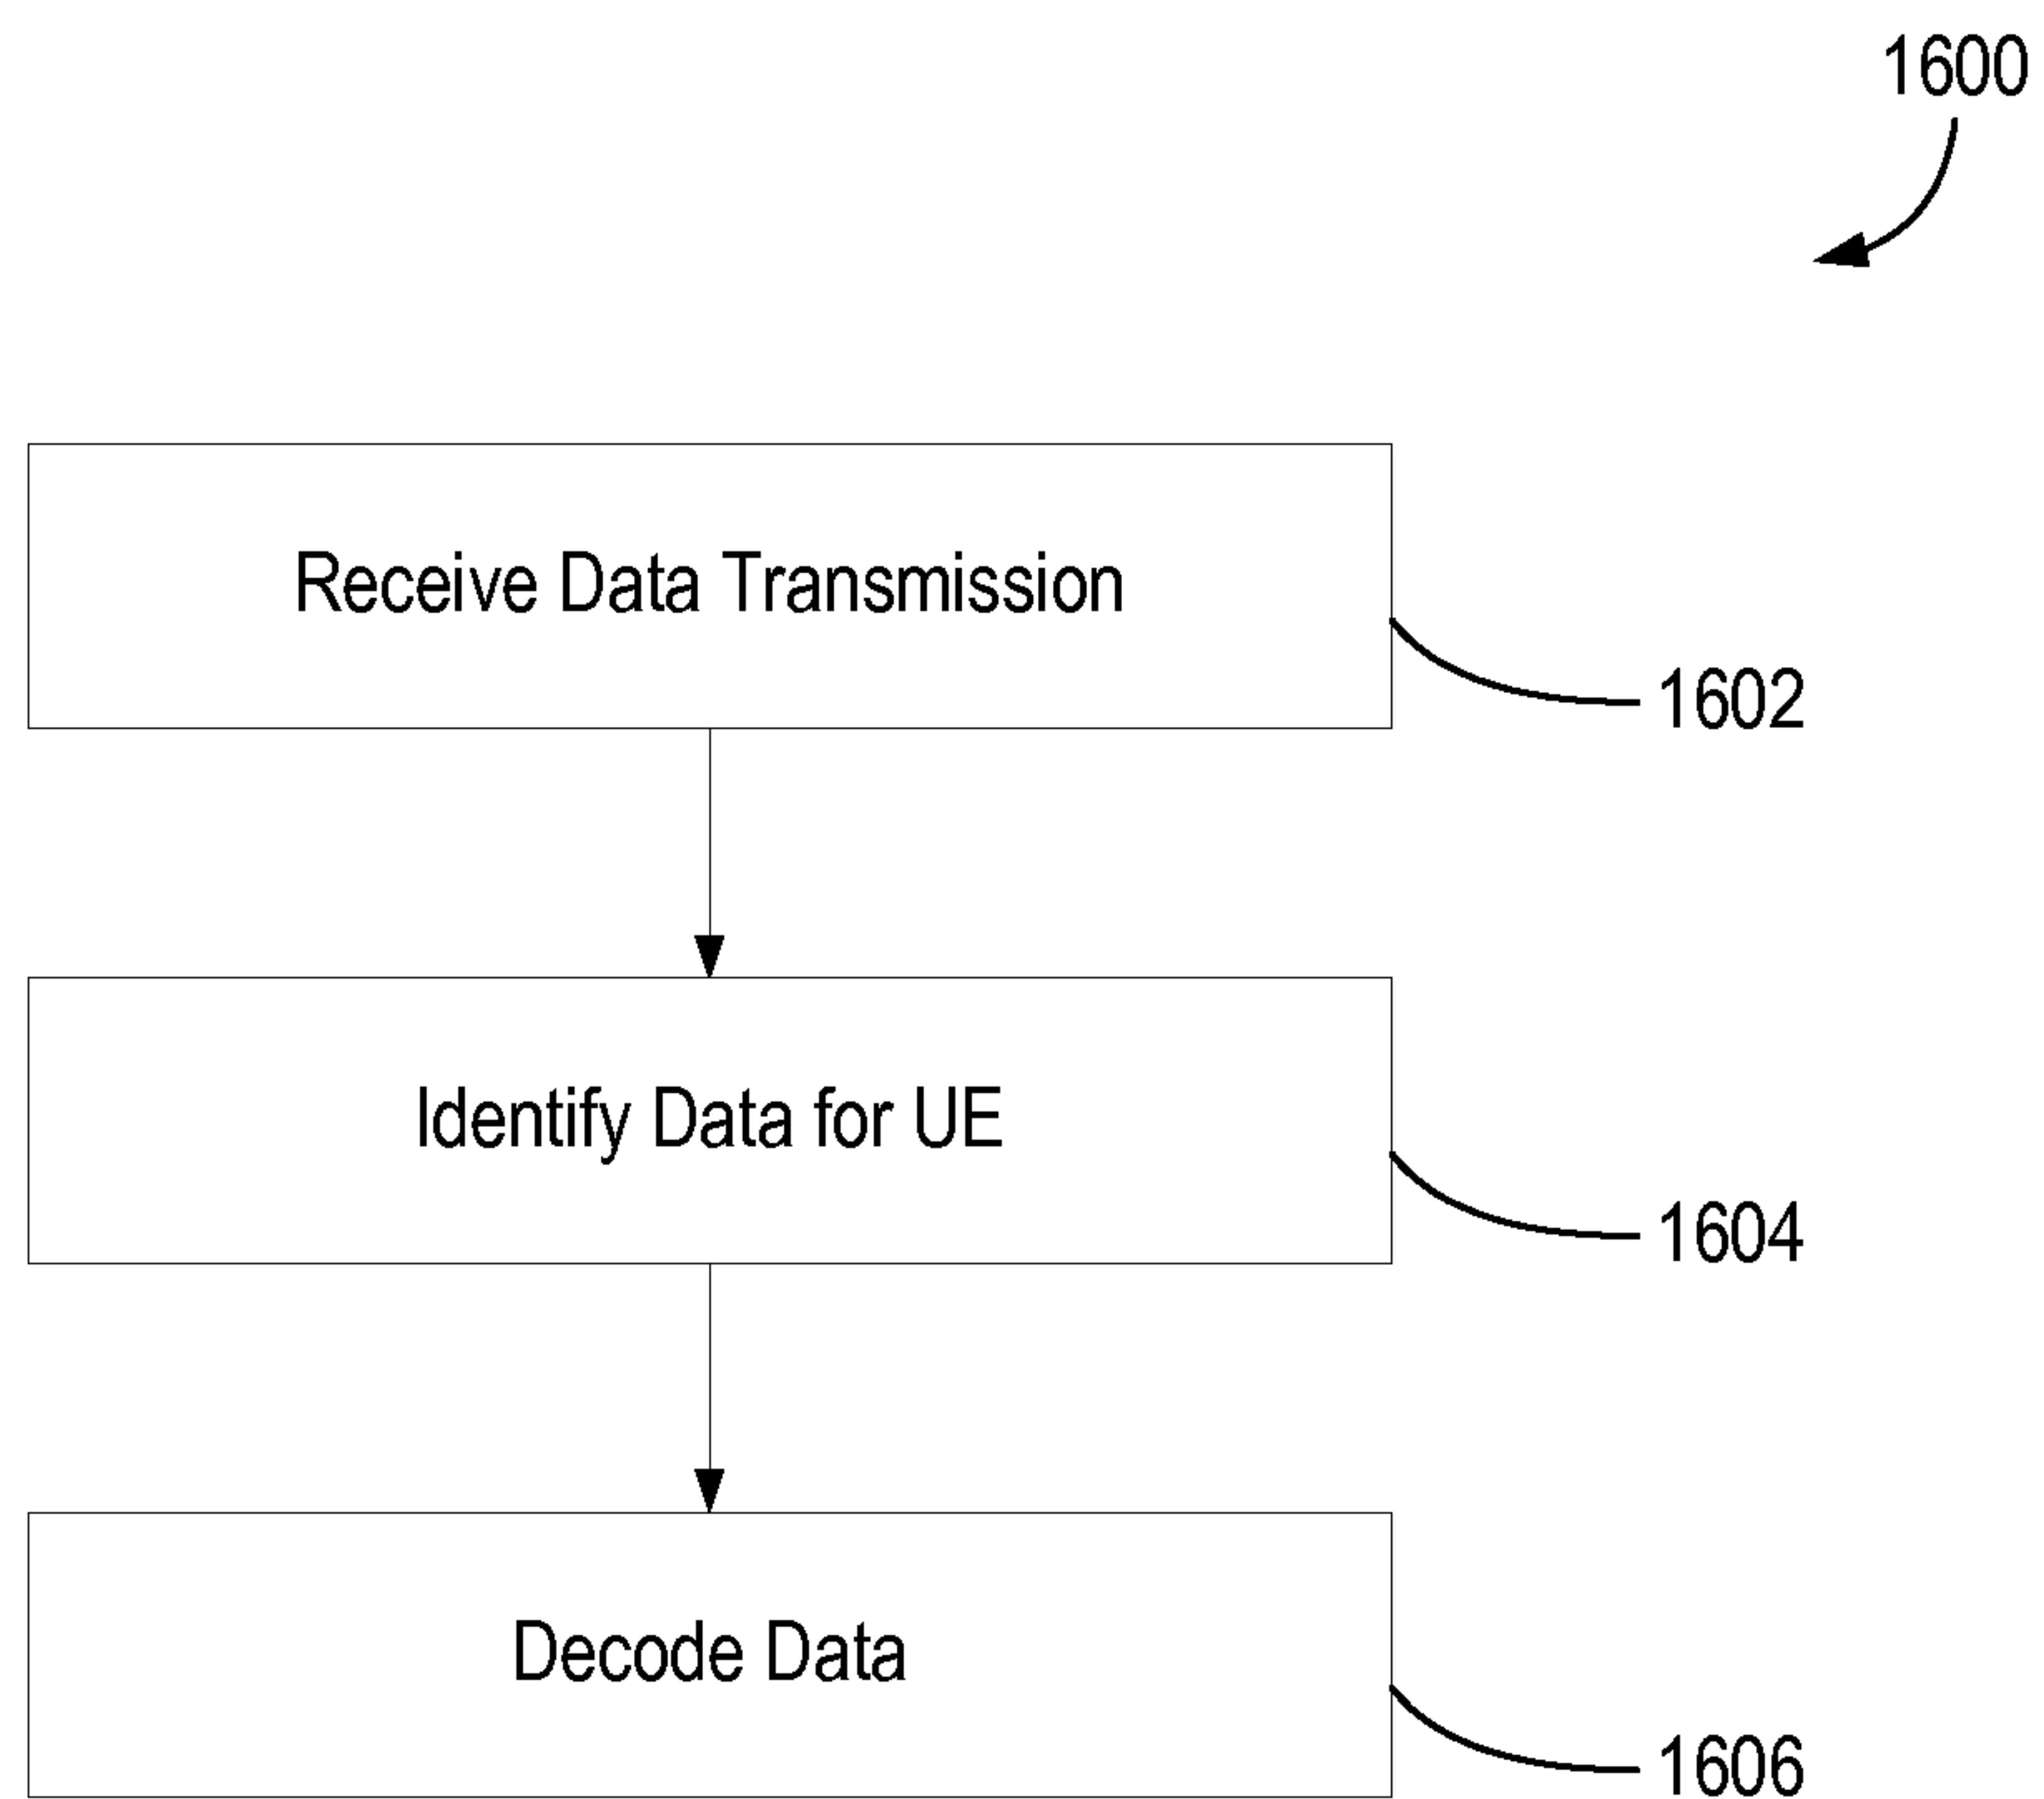 1600
Receive Data Transmission
1602
Identify Data for UE
1604
Decode Data
1606